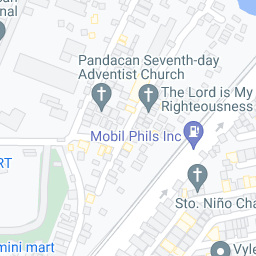 Pandacan Seventh-day
Adventist Church
The Lord is My
Righteousness
Mobil Phils Inc
RT
Sto. Niño Cha
mini mart
Vyle